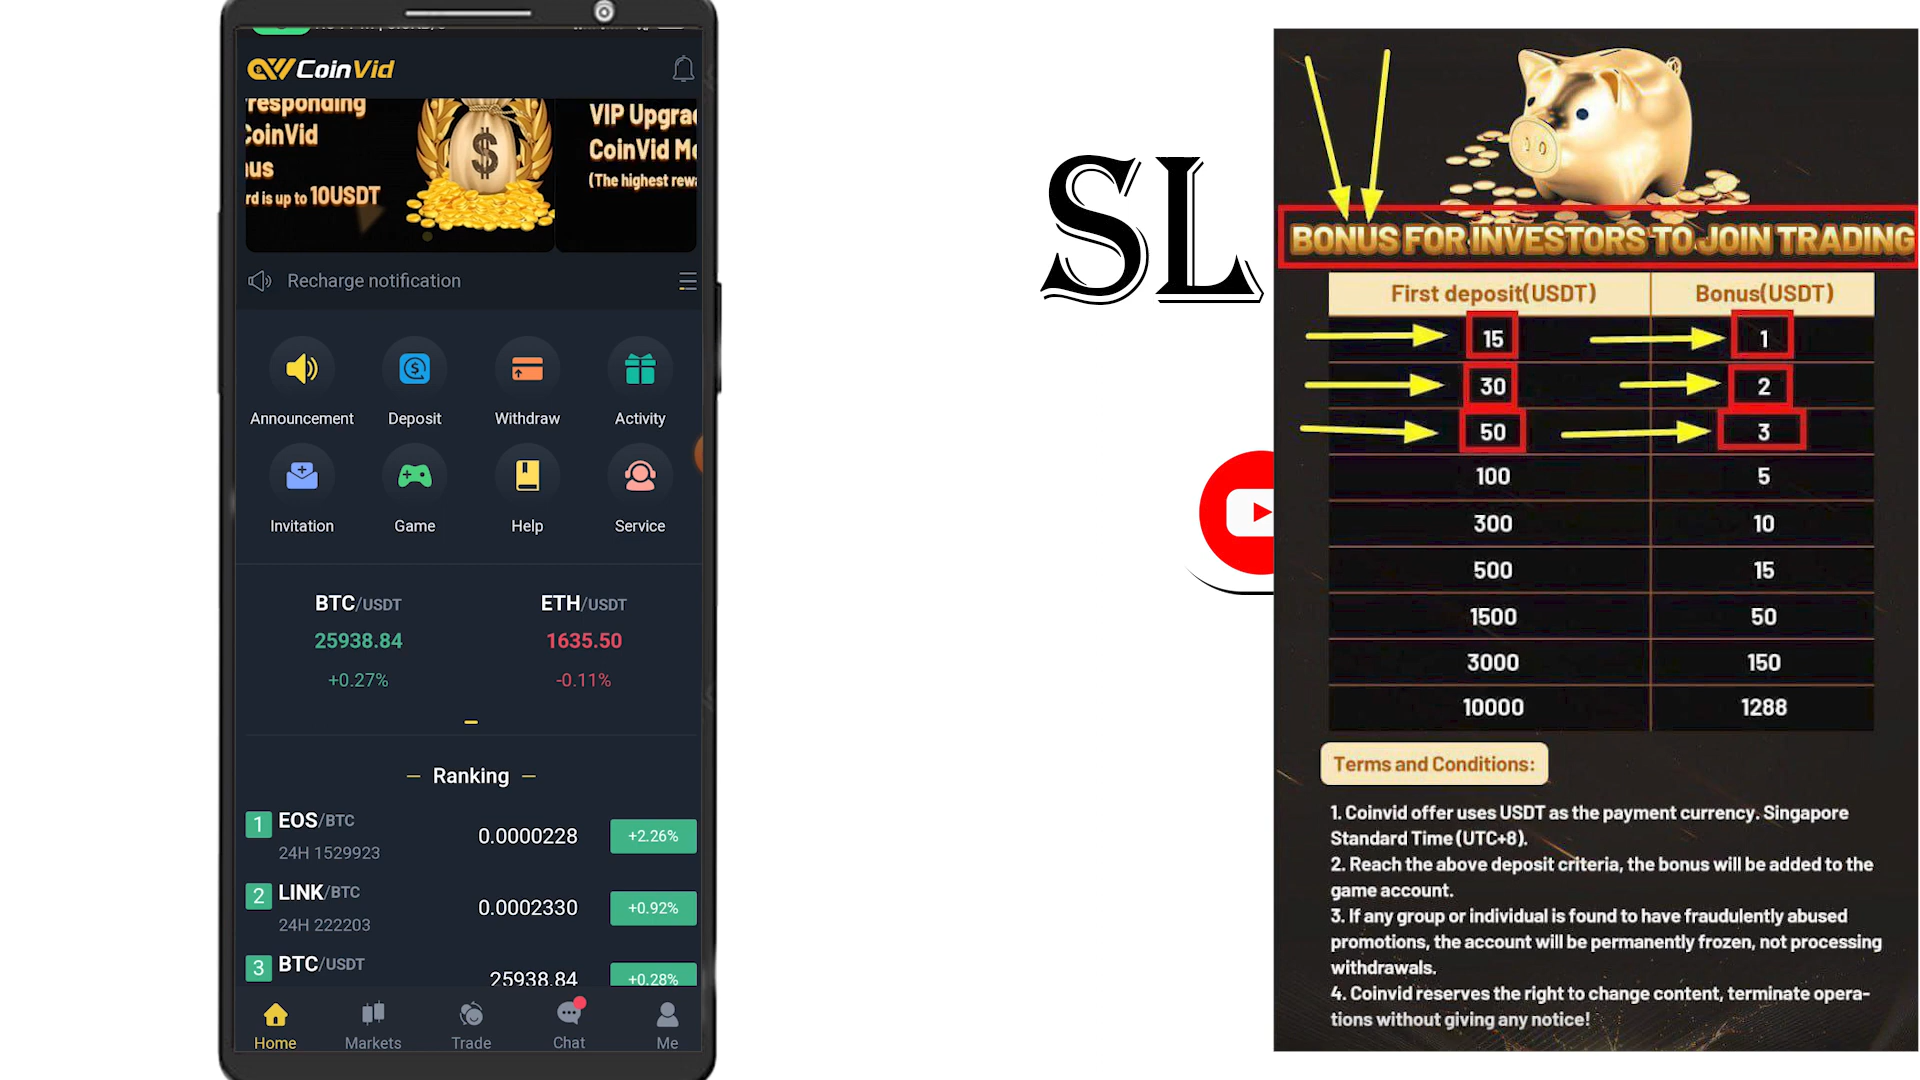 CoinVid
responding
CoinVid
nus
rd is up to 10USDT
VIP Upgra
CoinVid M
(The highest rew
Recharge notification
Announcement
Deposit
Withdraw
Activity
Invitation
Game
Help
Service
BTC/USDT
25938.84
+0.27%
ETH/USDT
1635.50
-0.11%
Ranking
1 EOS/BTC 0.0000228 +2.26%
24H 1529923
2 LINK/BTC 0.0002330 +0.92%
24H 222203
3 BTC/USDT 25938.84 +0.28%
Home
Markets
Trade
Chat
Me
SL
BONUS FOR INVESTORS TO JOIN TRADING
First deposit(USDT) Bonus(USDT)
15 1
30 2
50 3
100 5
300 10
500 15
1500 50
3000 150
10000 1288
Terms and Conditions:
1. Coinvid offer uses USDT as the payment currency. Singapore
Standard Time (UTC+8).
2. Reach the above deposit criteria, the bonus will be added to the
game account.
3. If any group or individual is found to have fraudulently abused
promotions, the account will be permanently frozen, not processing
withdrawals.
4. Coinvid reserves the right to change content, terminate opera-
tions without giving any notice!